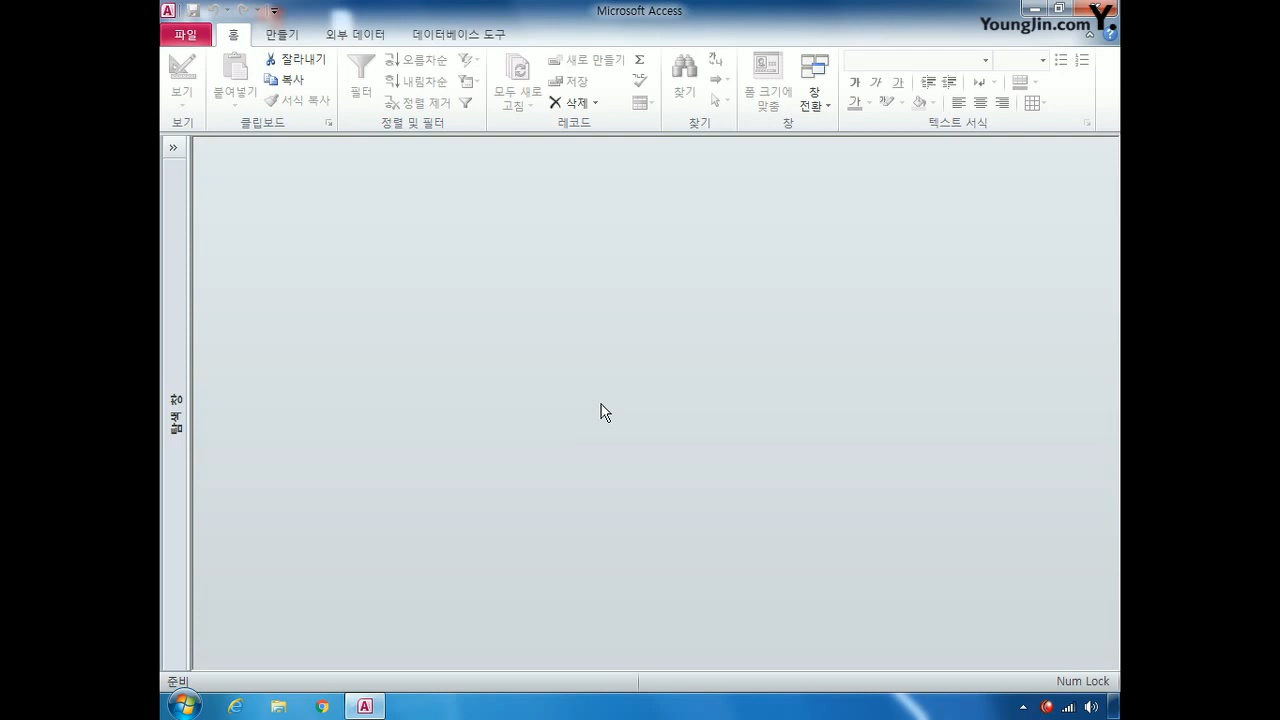 Microsoft Access
YoungJin.com Y.
파일 홈 만들기 외부 데이터 데이터베이스 도구
보기
붙여넣기
잘라내기
복사
서식 복사
필터
오름차순
내림차순
정렬 제거
모두 새로
고침
새로 만들기
저장
삭제
찾기
폼 크기에
맞춤
창
전환
가 가 가
가
보기 클립보드 정렬 및 필터 레코드 찾기 창 텍스트 서식
탐색 창
준비 Num Lock